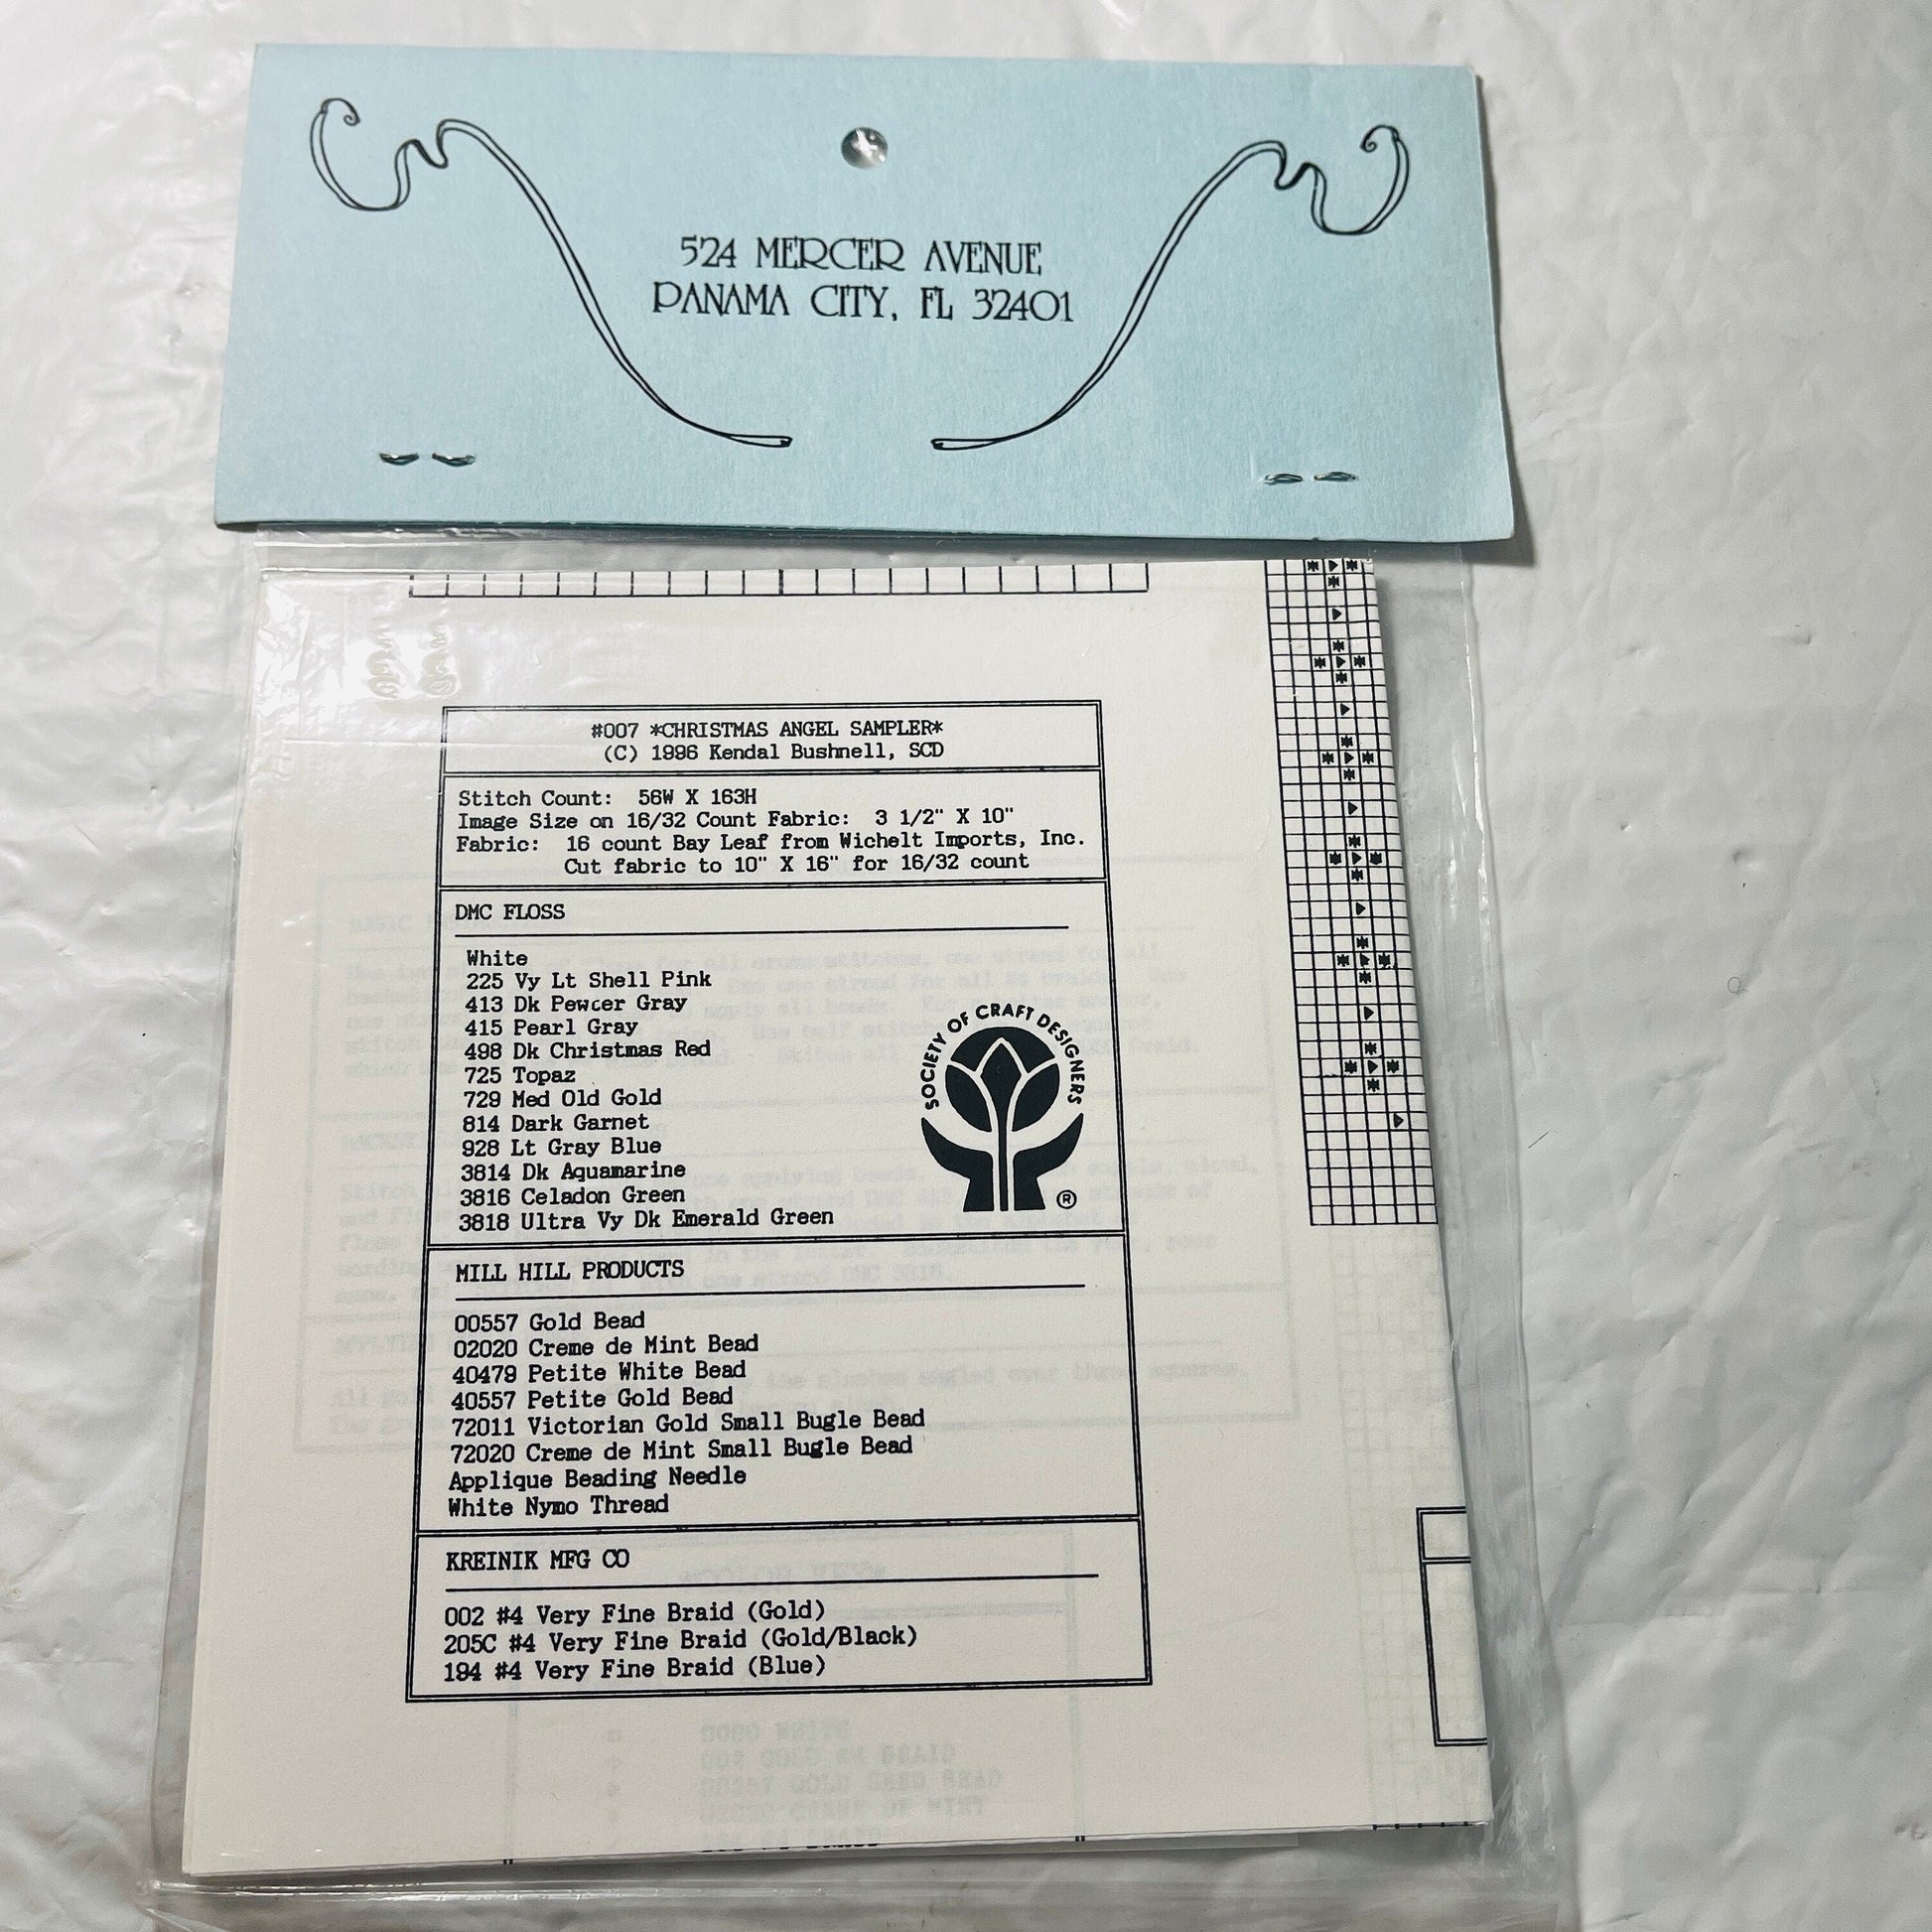 524 MERCER AVENUE
PANAMA CITY, FL 32401
#007 *CHRISTMAS ANGEL SAMPLER*
(C) 1996 Kendal Bushnell, SCD
Stitch Count: 56W X 163H
Image Size on 16/32 Count Fabric: 3 1/2" X 10"
Fabric: 16 count Bay Leaf from Wichelt Imports, Inc.
Cut fabric to 10" X 16" for 16/32 count
DMC FLOSS
White
225 Vy Lt Shell Pink
413 Dk Pewcer Gray
415 Pearl Gray
498 Dk Christmas Red
725 Topaz
729 Med Old Gold
814 Dark Garnet
928 Lt Gray Blue
3814 Dk Aquamarine
3816 Celadon Green
3818 Ultra Vy Dk Emerald Green
SOCIETY OF CRAFT DESIGNERS
®
MILL HILL PRODUCTS
00557 Gold Bead
02020 Creme de Mint Bead
40479 Petite White Bead
40557 Petite Gold Bead
72011 Victorian Gold Small Bugle Bead
72020 Creme de Mint Small Bugle Bead
Applique Beading Needle
White Nymo Thread
KREINIK MFG CO
002 #4 Very Fine Braid (Gold)
205C #4 Very Fine Braid (Gold/Black)
194 #4 Very Fine Braid (Blue)